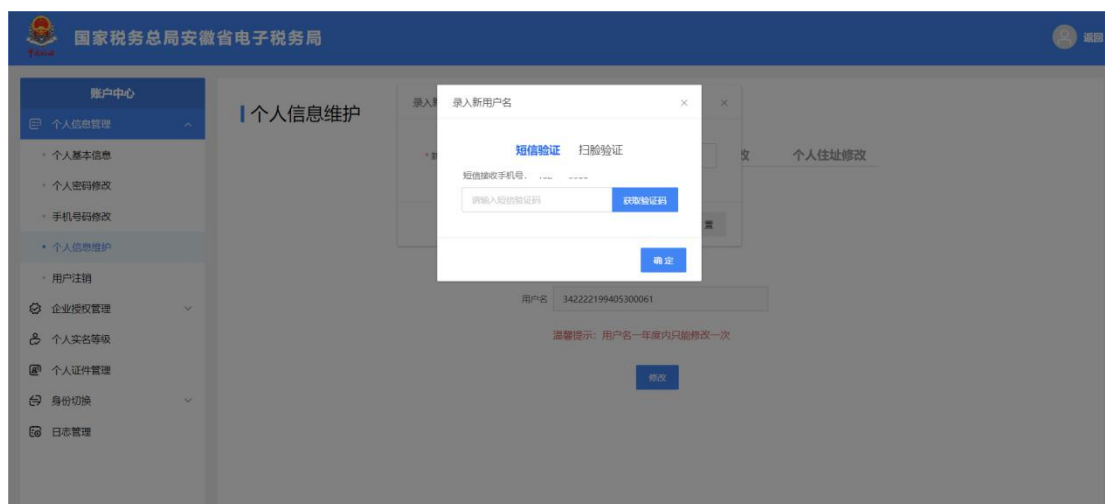 国家税务总局安徽省电子税务局
返回
账户中心
个人信息管理
个人基本信息
个人密码修改
手机号码修改
个人信息维护
用户注销
企业授权管理
个人实名等级
个人证件管理
身份切换
日志管理
个人信息维护
录入新用户名
短信验证 扫脸验证
个人住址修改
短信接收手机号:
请输入短信验证码 获取验证码
置
确定
用户名 342222199405300061
温馨提示：用户名一年度内只能修改一次
修改